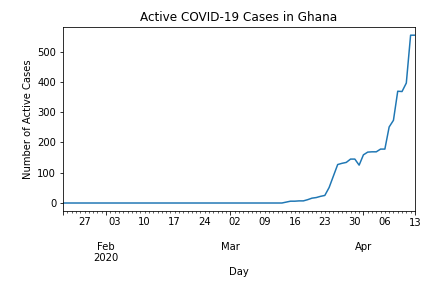 Active COVID-19 Cases in Ghana
Number of Active Cases
500
400
300
200
100
0
27 03 10 17 24 02 09 16 23 30 06 13
Feb Mar Apr
2020
Day